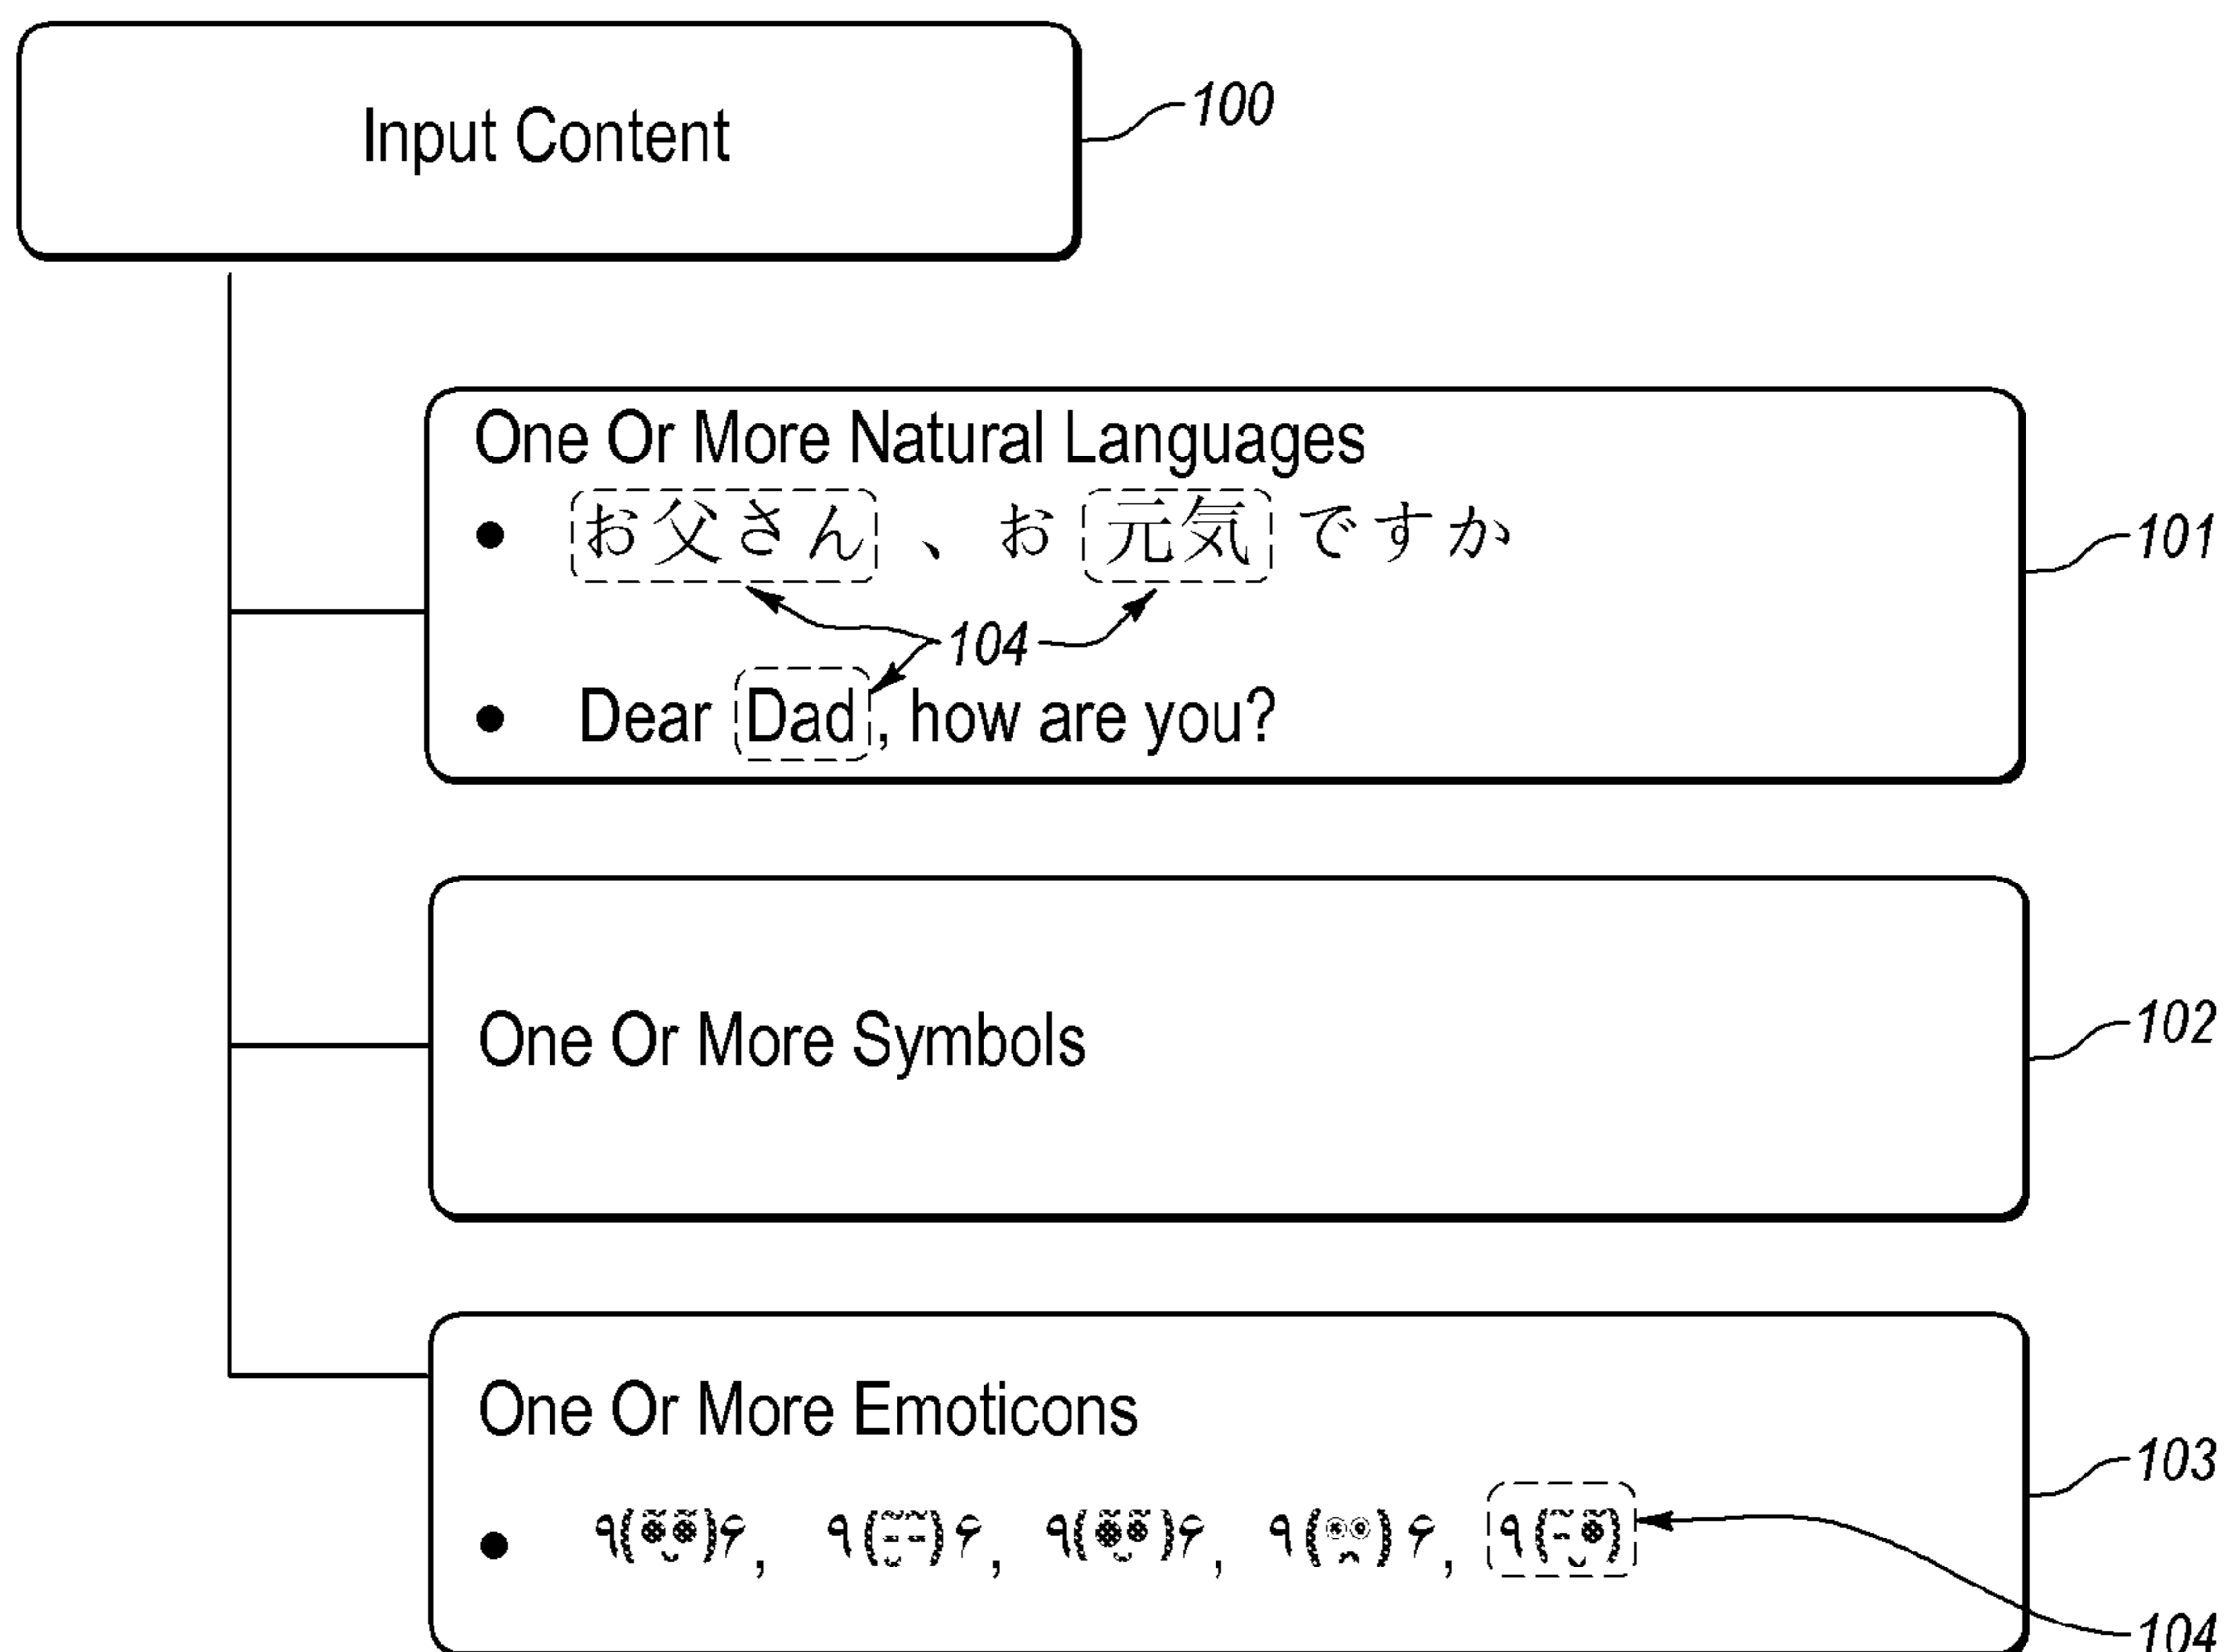 Input Content
100
One Or More Natural Languages
• お父さん 、 お 元気 ですか
101
104
• Dear Dad, how are you?
One Or More Symbols
102
One Or More Emoticons
103
104